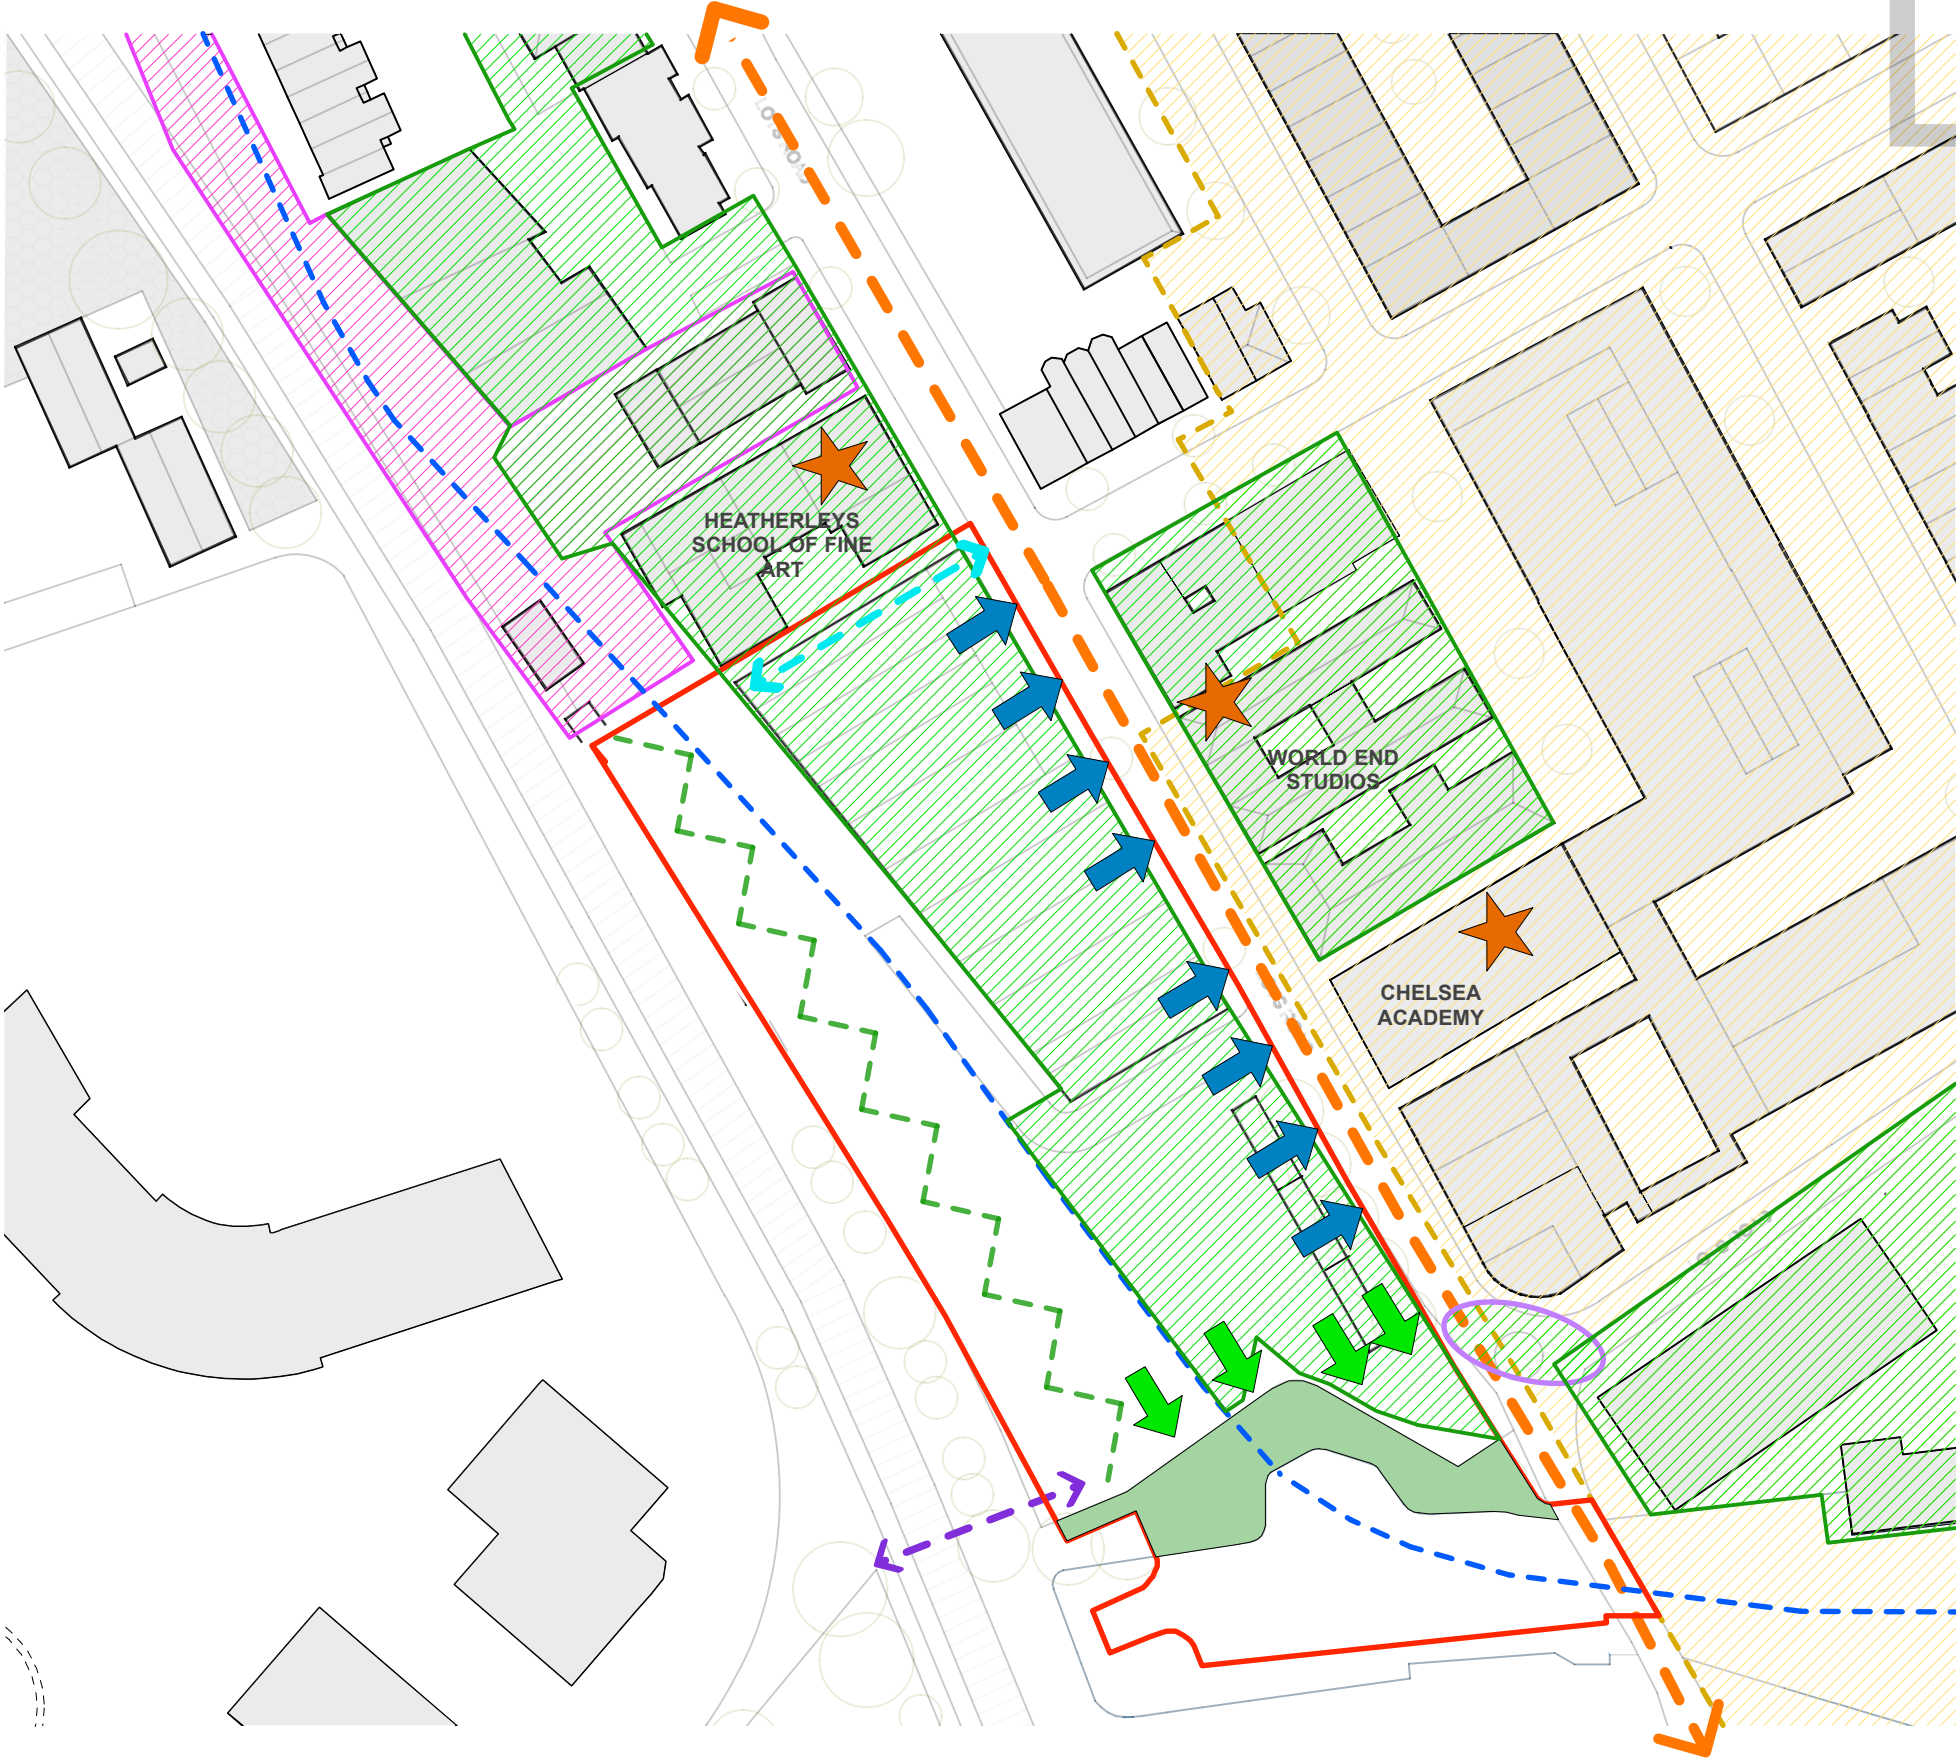 HEATHERLEYS
SCHOOL OF FINE
ART
WORLD END
STUDIOS
CHELSEA
ACADEMY